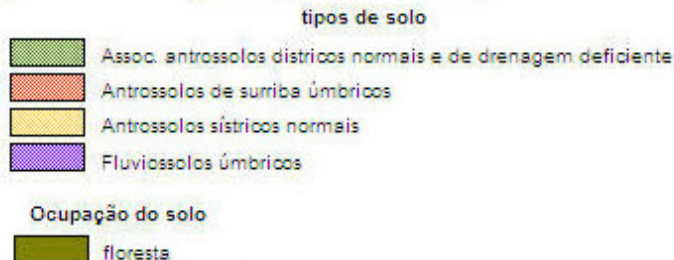 tipos de solo
Assoc. antrossolos districos normais e de drenagem deficiente
Antrossolos de surriba úmbricos
Antrossolos sístricos normais
Fluviossolos úmbricos
Ocupação do solo
floresta